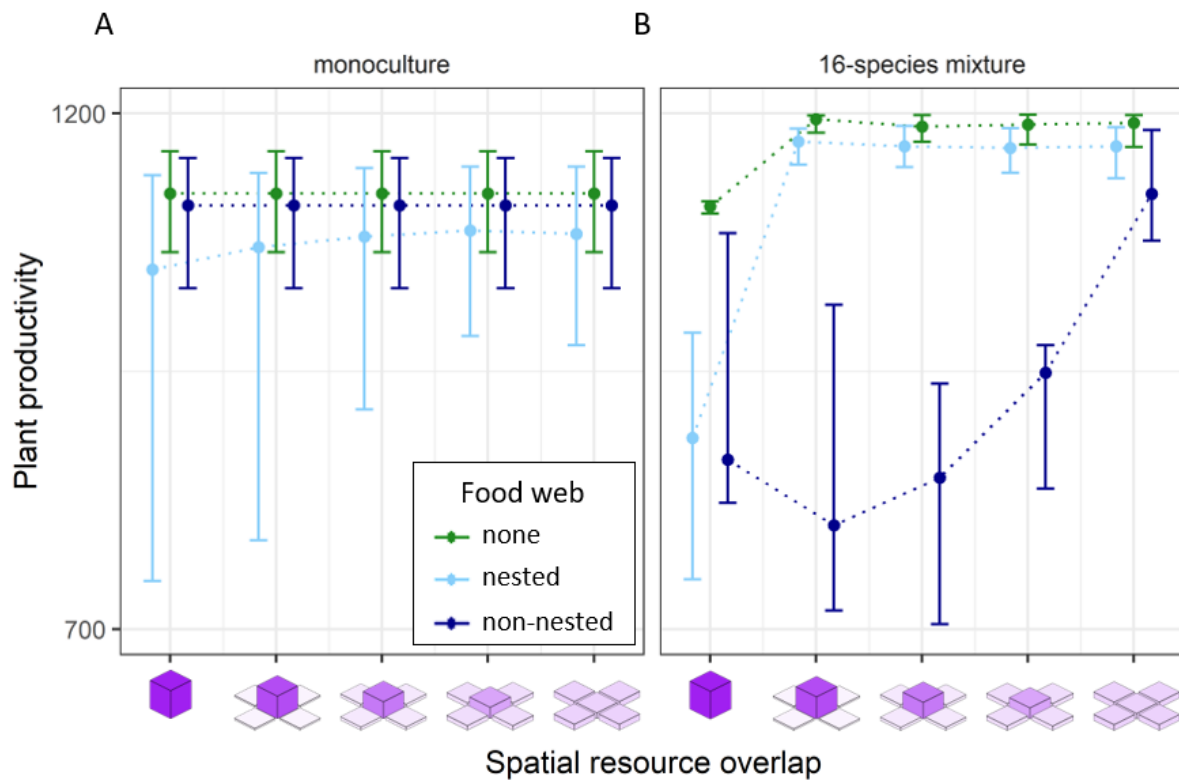 A
B
monoculture
16-species mixture
1200
700
Plant productivity
Food web
none
nested
non-nested
Spatial resource overlap